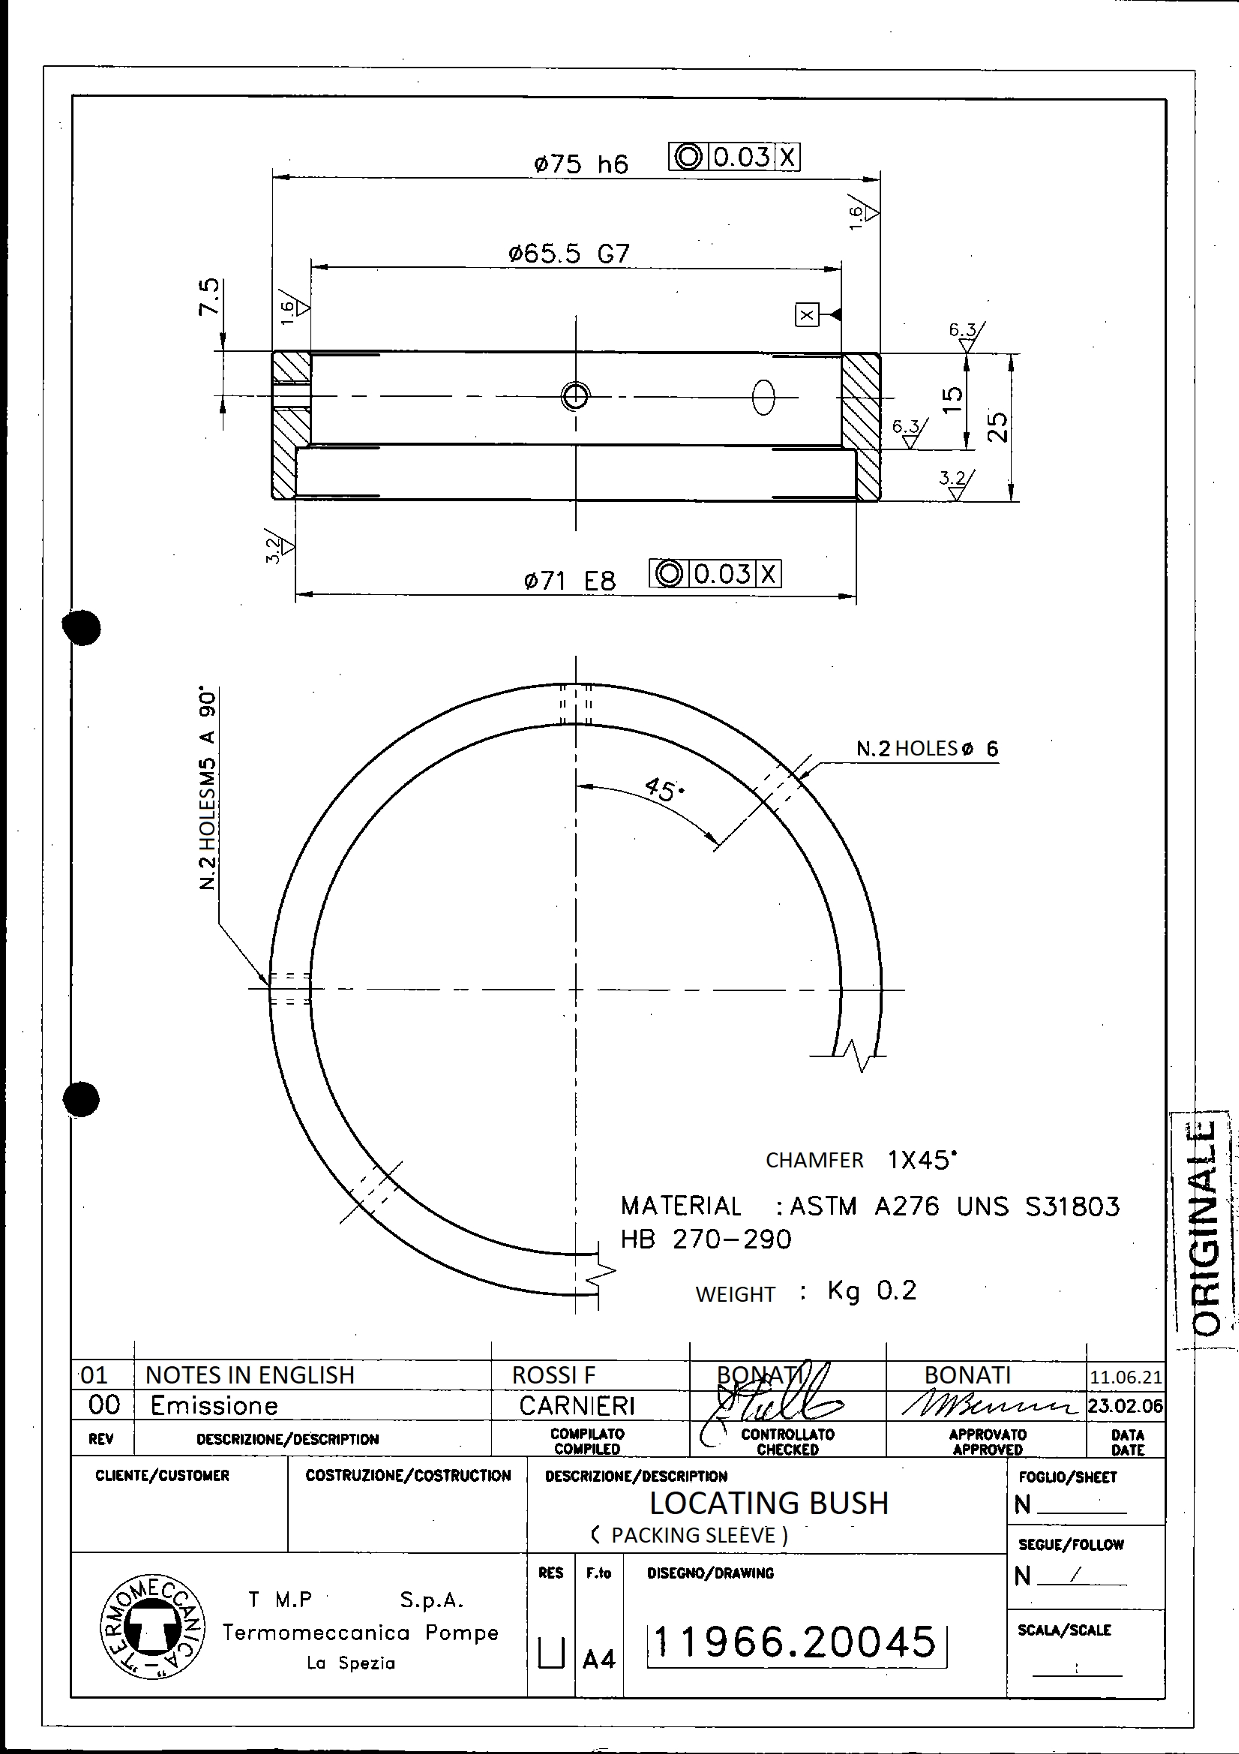 ø75 h6 ◎ 0.03 X
1.6
ø65.5 G7
7.5
1.6
X
6.3
15
25
6.3
3.2
3.2
ø71 E8 ◎ 0.03 X
N.2 HOLES M5 A 90°
N.2 HOLES ø 6
45°
CHAMFER 1X45°
MATERIAL : ASTM A276 UNS S31803
HB 270-290
WEIGHT : Kg 0.2
ORIGINALE
01 NOTES IN ENGLISH ROSSI F BONATI BONATI 11.06.21
00 Emissione CARNIERI 23.02.06
REV DESCRIZIONE/DESCRIPTION COMPILATO COMPILED CONTROLLATO CHECKED APPROVATO APPROVED DATA DATE
CLIENTE/CUSTOMER COSTRUZIONE/COSTRUCTION DESCRIZIONE/DESCRIPTION FOGLIO/SHEET
LOCATING BUSH
( PACKING SLEEVE )
N
SEGUE/FOLLOW
N /
"TERMOMECCANICA"
T M.P S.p.A.
Termomeccanica Pompe
La Spezia
RES F.to DISEGNO/DRAWING
U A4 11966.20045
SCALA/SCALE
: